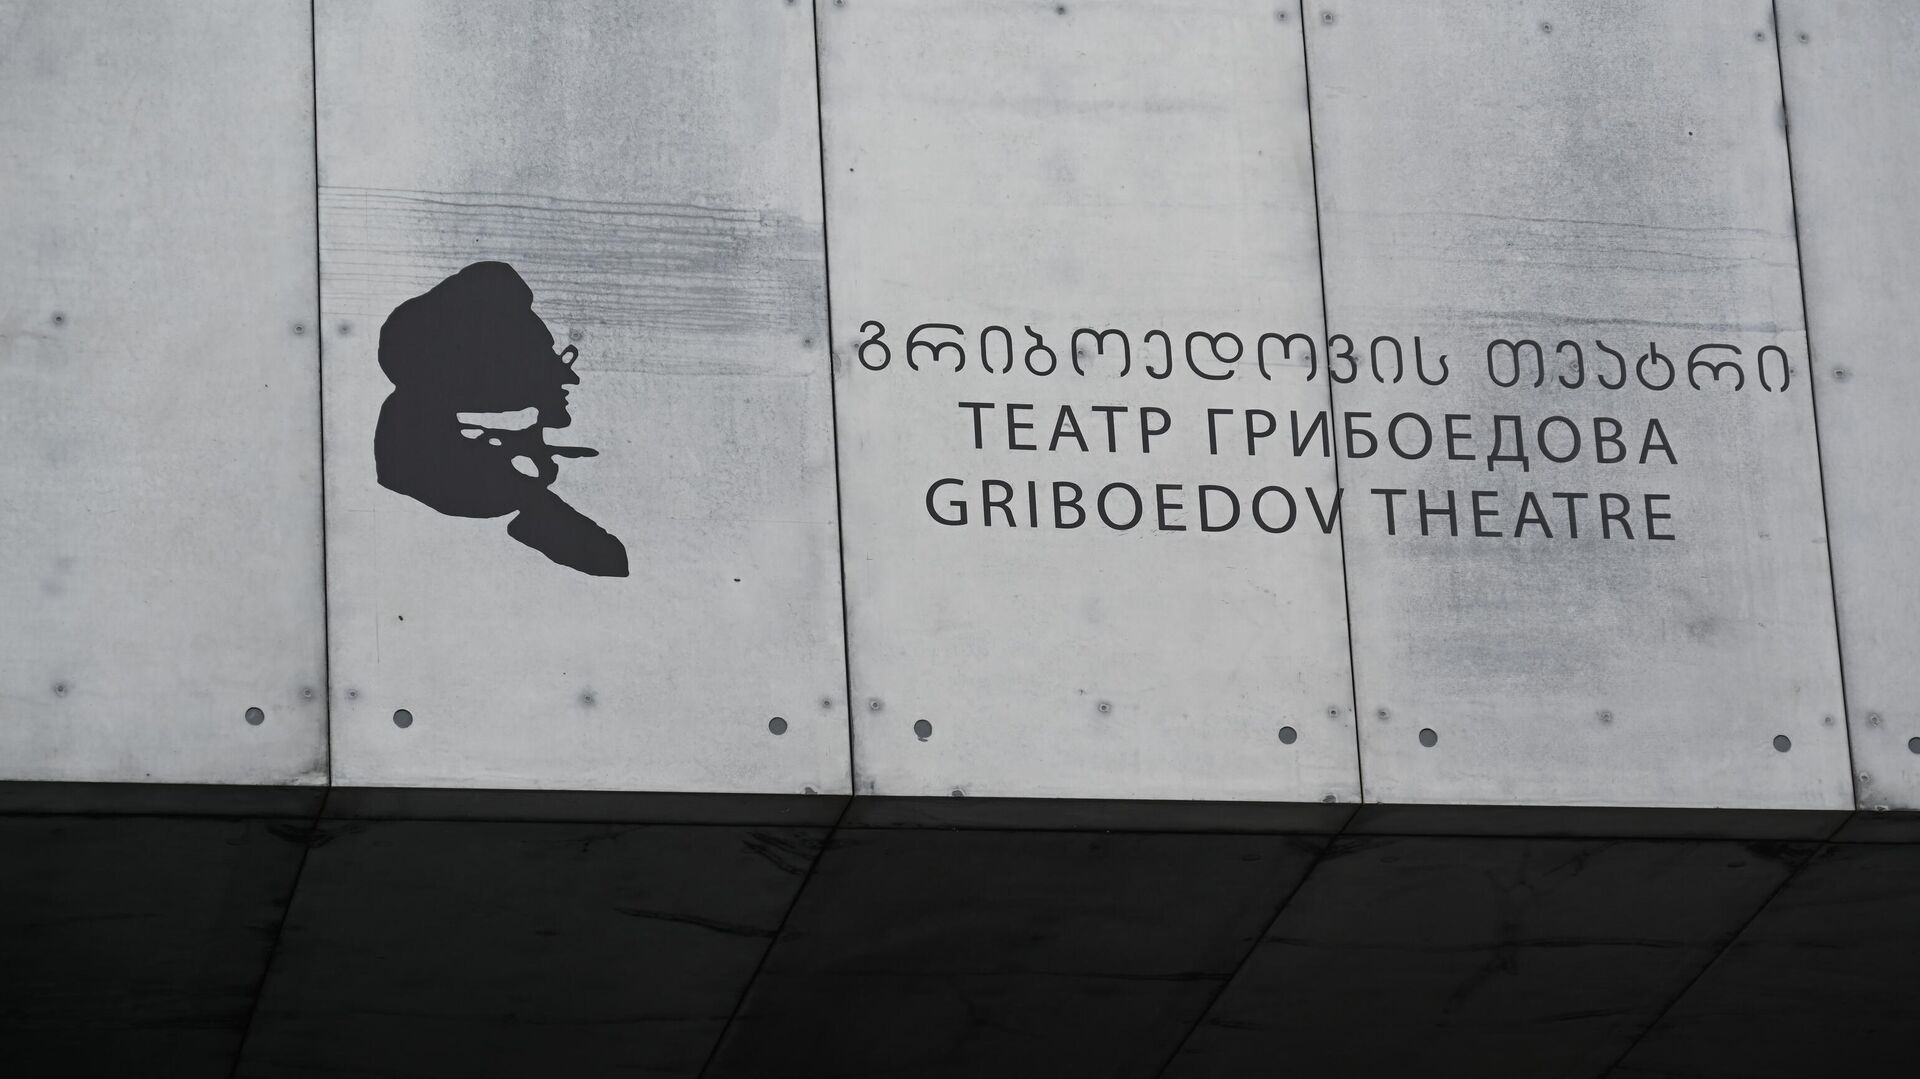 გრიბოედოვის თეატრი
ТЕАТР ГРИБОЕДОВА
GRIBOEDOV THEATRE